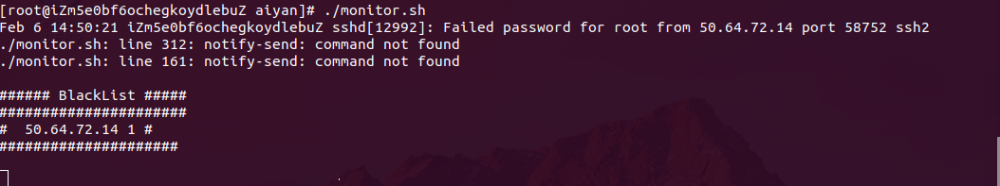 [root@iZm5e0bf6ochegkoydlebuZ aiyan]# ./monitor.sh
Feb 6 14:50:21 iZm5e0bf6ochegkoydlebuZ sshd[12992]: Failed password for root from 50.64.72.14 port 58752 ssh2
./monitor.sh: line 312: notify-send: command not found
./monitor.sh: line 161: notify-send: command not found
###### BlackList #####
######################
#  50.64.72.14 1 #
#####################